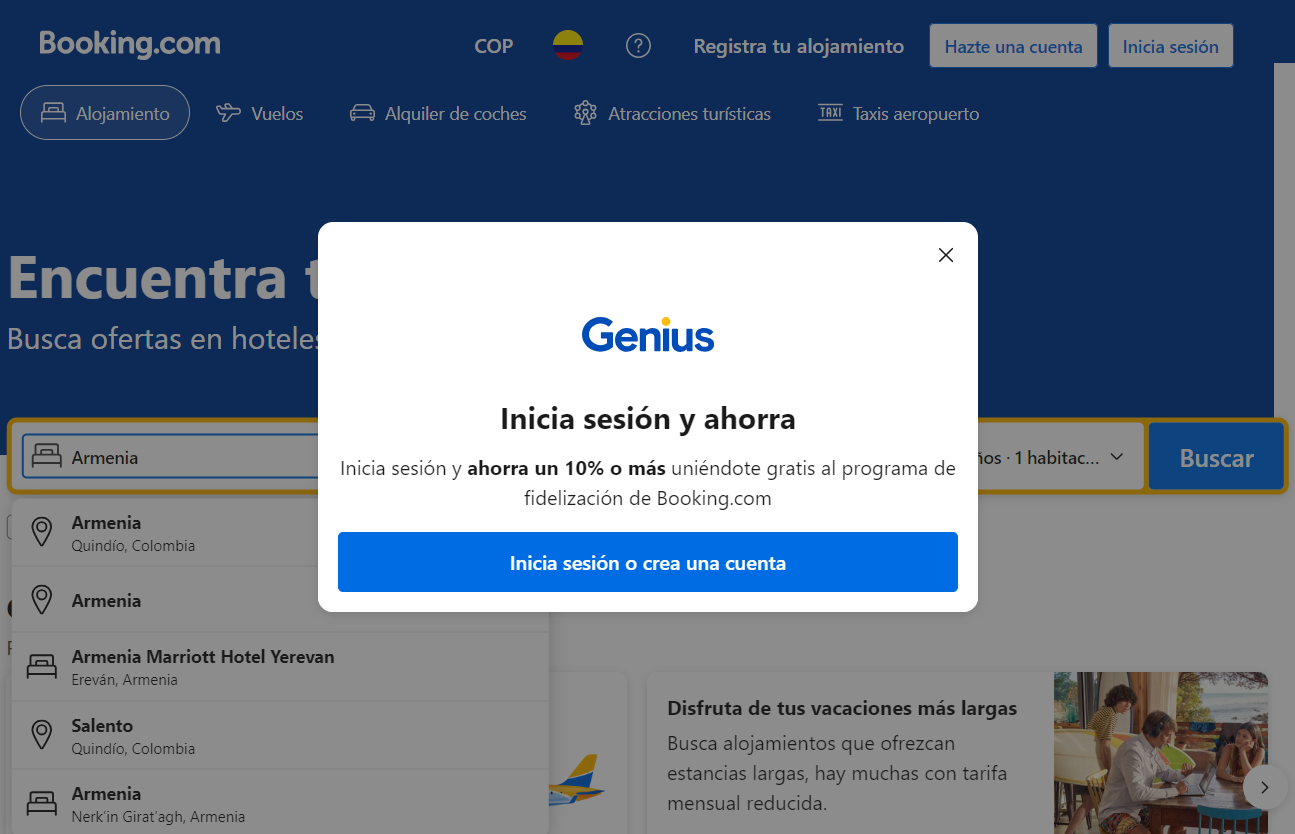 Booking.com
COP
Registra tu alojamiento
Hazte una cuenta
Inicia sesión
Alojamiento
Vuelos
Alquiler de coches
Atracciones turísticas
TAXI
Taxis aeropuerto
Encuentra
Busca ofertas en hoteles
Genius
Inicia sesión y ahorra
Inicia sesión y ahorra un 10% o más uniéndote gratis al programa de
fidelización de Booking.com
Inicia sesión o crea una cuenta
Armenia
· 1 habitac...
Buscar
Armenia
Quindío, Colombia
Armenia
Armenia Marriott Hotel Yerevan
Ereván, Armenia
Salento
Quindío, Colombia
Armenia
Nerk’in Girat’agh, Armenia
Disfruta de tus vacaciones más largas
Busca alojamientos que ofrezcan
estancias largas, hay muchas con tarifa
mensual reducida.